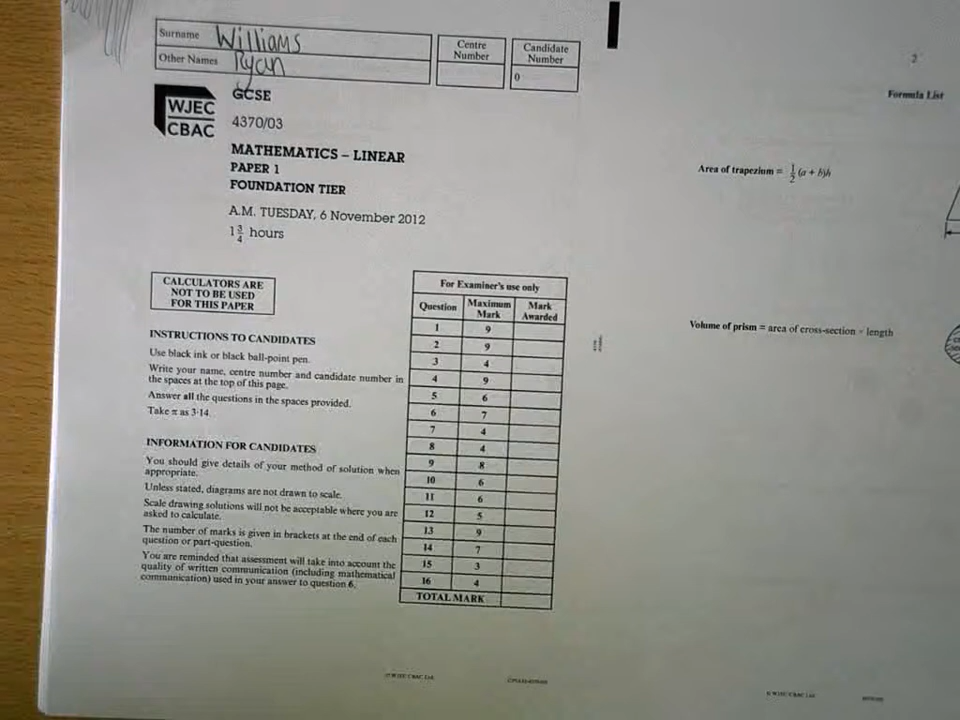 Surname Williams
Other Names Ryan
Centre Number
Candidate Number
0
WJEC
CBAC
GCSE
4370/03
MATHEMATICS – LINEAR
PAPER 1
FOUNDATION TIER
A.M. TUESDAY, 6 November 2012
1 3/4 hours
CALCULATORS ARE
NOT TO BE USED
FOR THIS PAPER
INSTRUCTIONS TO CANDIDATES
Use black ink or black ball-point pen.
Write your name, centre number and candidate number in
the spaces at the top of this page.
Answer all the questions in the spaces provided.
Take π as 3·14.
INFORMATION FOR CANDIDATES
You should give details of your method of solution when
appropriate.
Unless stated, diagrams are not drawn to scale.
Scale drawing solutions will not be acceptable where you are
asked to calculate.
The number of marks is given in brackets at the end of each
question or part-question.
You are reminded that assessment will take into account the
quality of written communication (including mathematical
communication) used in your answer to question 6.
For Examiner's use only
Question Maximum Mark Mark Awarded
1 9
2 9
3 4
4 9
5 6
6 7
7 4
8 4
9 8
10 6
11 6
12 5
13 9
14 7
15 3
16 4
TOTAL MARK
© WJEC CBAC Ltd.
2
Formula List
Area of trapezium = 1/2 (a + b)h
Volume of prism = area of cross-section × length
© WJEC CBAC Ltd.